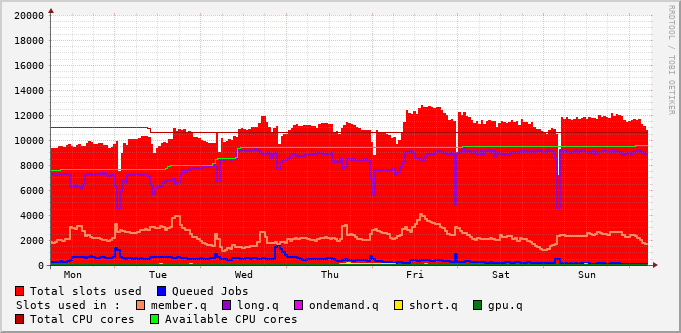 20000
18000
16000
14000
12000
10000
8000
6000
4000
2000
0
Mon Tue Wed Thu Fri Sat Sun
Total slots used Queued Jobs
Slots used in : member.q long.q ondemand.q short.q gpu.q
Total CPU cores Available CPU cores
RRDTOOL / TOBI OETIKER